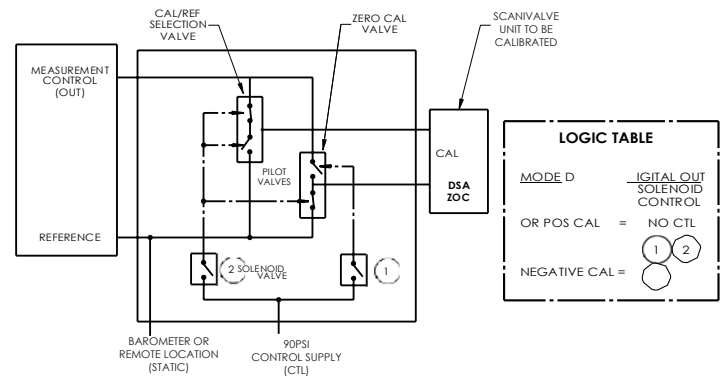 CAL/REF
SELECTION
VALVE
ZERO CAL
VALVE
SCANIVALVE
UNIT TO BE
CALIBRATED
MEASUREMENT
CONTROL
(OUT)
REFERENCE
PILOT
VALVES
CAL
DSA
ZOC
2 SOLENOID
VALVE
1
BAROMETER OR
REMOTE LOCATION
(STATIC)
90PSI
CONTROL SUPPLY
(CTL)
LOGIC TABLE
MODE D IGITAL OUT
SOLENOID
CONTROL
OR POS CAL = NO CTL
1 2
NEGATIVE CAL =